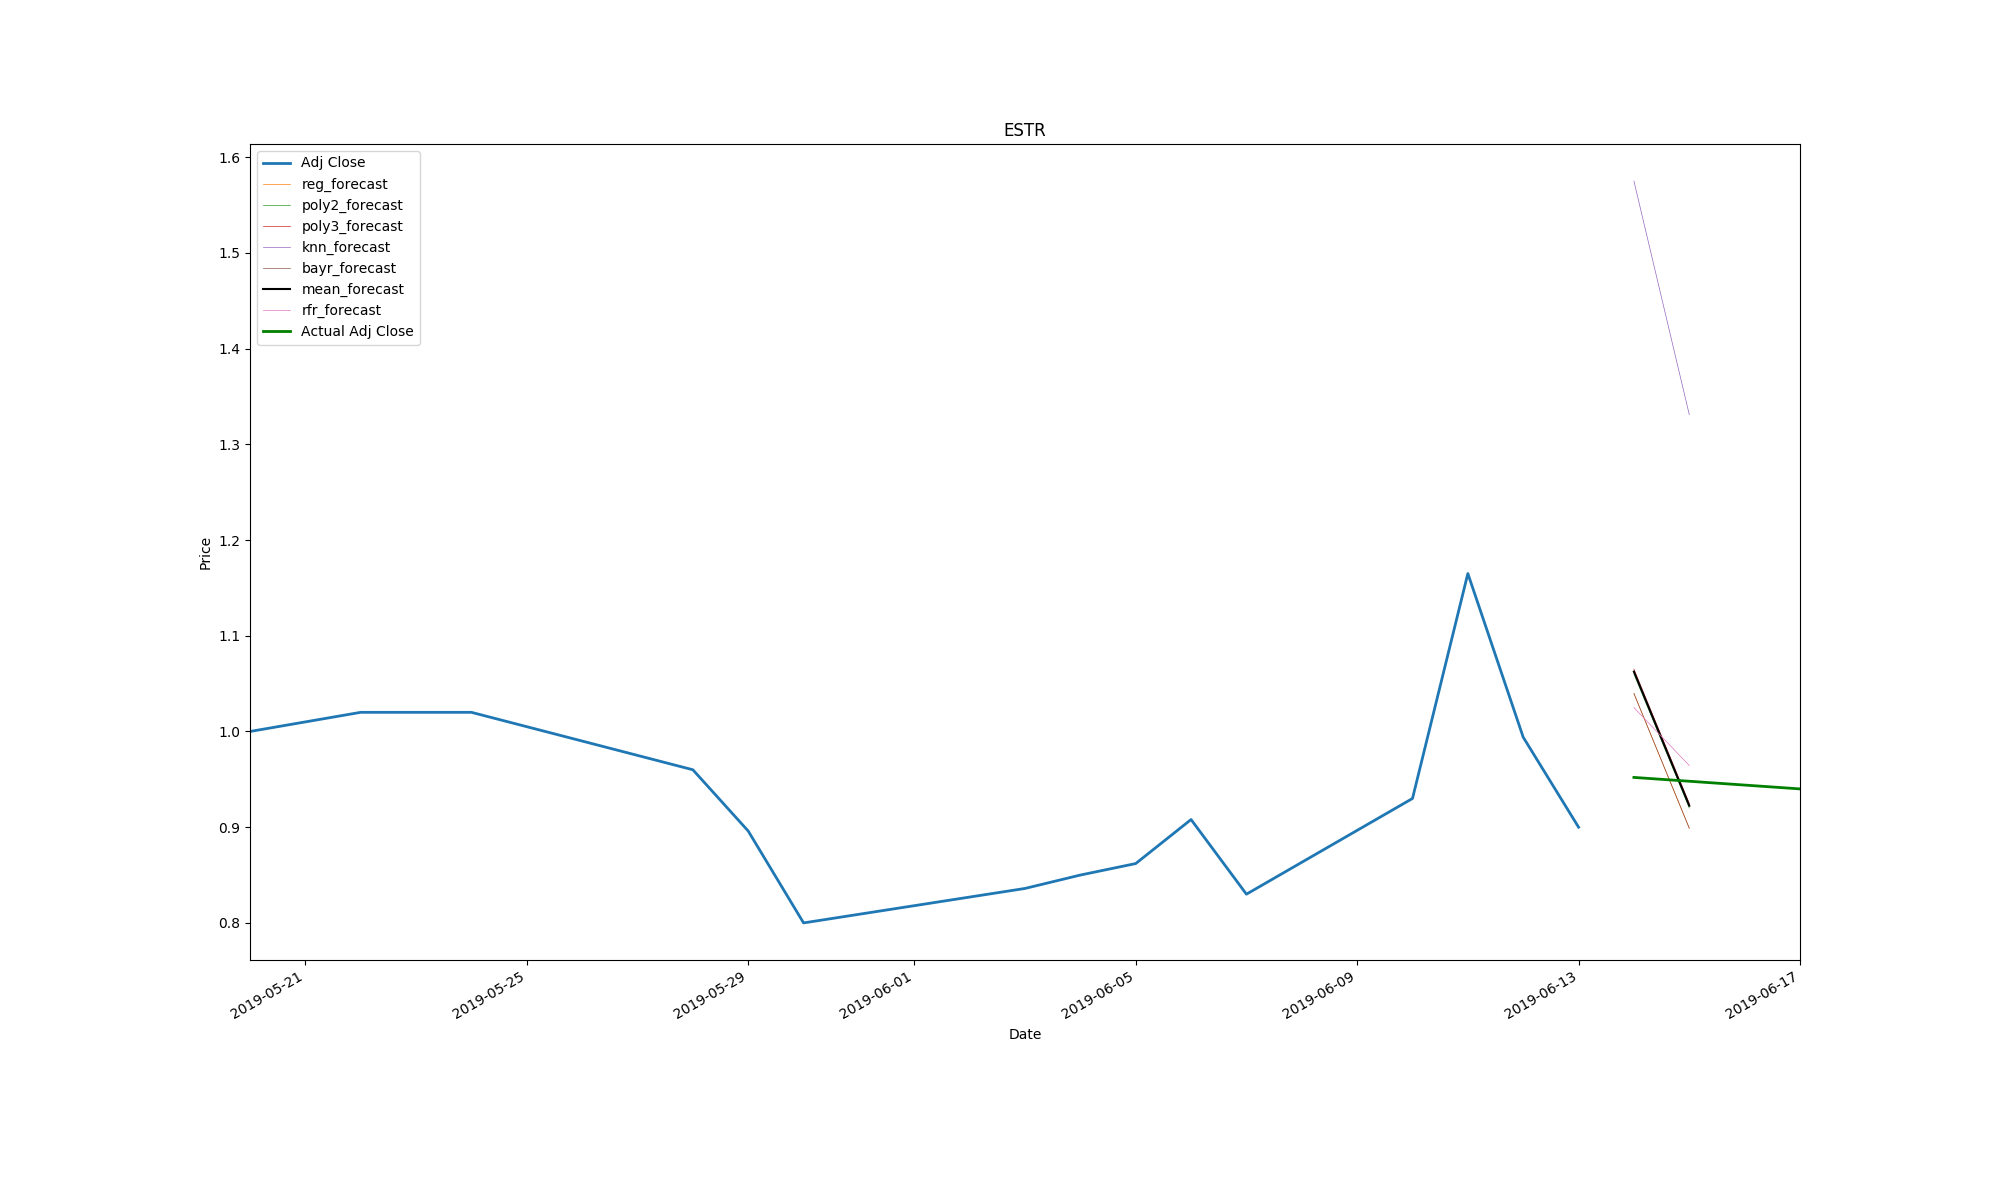 ESTR
1.6
1.5
1.4
1.3
1.2
1.1
1.0
0.9
0.8
Price
Adj Close
reg_forecast
poly2_forecast
poly3_forecast
knn_forecast
bayr_forecast
mean_forecast
rfr_forecast
Actual Adj Close
2019-05-21
2019-05-25
2019-05-29
2019-06-01
2019-06-05
2019-06-09
2019-06-13
2019-06-17
Date